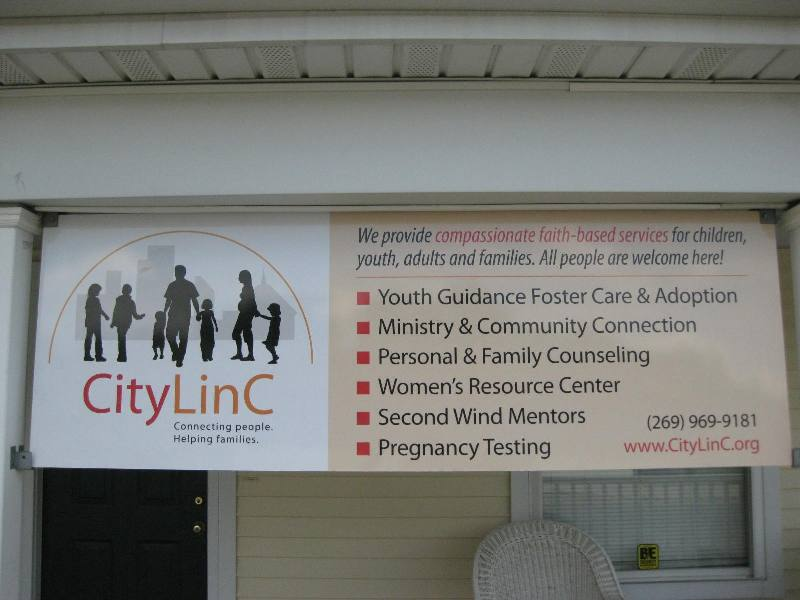 We provide compassionate faith-based services for children,
youth, adults and families. All people are welcome here!
Youth Guidance Foster Care & Adoption
Ministry & Community Connection
Personal & Family Counseling
Women's Resource Center
Second Wind Mentors
Pregnancy Testing
(269) 969-9181
www.CityLinC.org
CityLinC
Connecting people.
Helping families.
BE